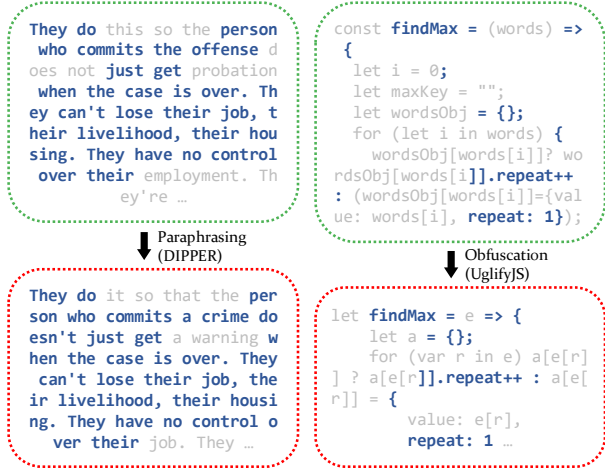 They do this so the person
who commits the offense d
oes not just get probation
when the case is over. Th
ey can't lose their job, t
heir livelihood, their hou
sing. They have no control
over their employment. Th
ey're …
Paraphrasing
(DIPPER)
They do it so that the per
son who commits a crime do
esn't just get a warning w
hen the case is over. They
can't lose their job, the
ir livelihood, their housi
ng. They have no control o
ver their job. They …
const findMax = (words) =>
{
let i = 0;
let maxKey = "";
let wordsObj = {};
for (let i in words) {
wordsObj[words[i]]? wo
rdsObj[words[i]].repeat++
: (wordsObj[words[i]]={val
ue: words[i], repeat: 1});
Obfuscation
(UglifyJS)
let findMax = e => {
let a = {};
for (var r in e) a[e[r]
] ? a[e[r]].repeat++ : a[e[
r]] = {
value: e[r],
repeat: 1 …